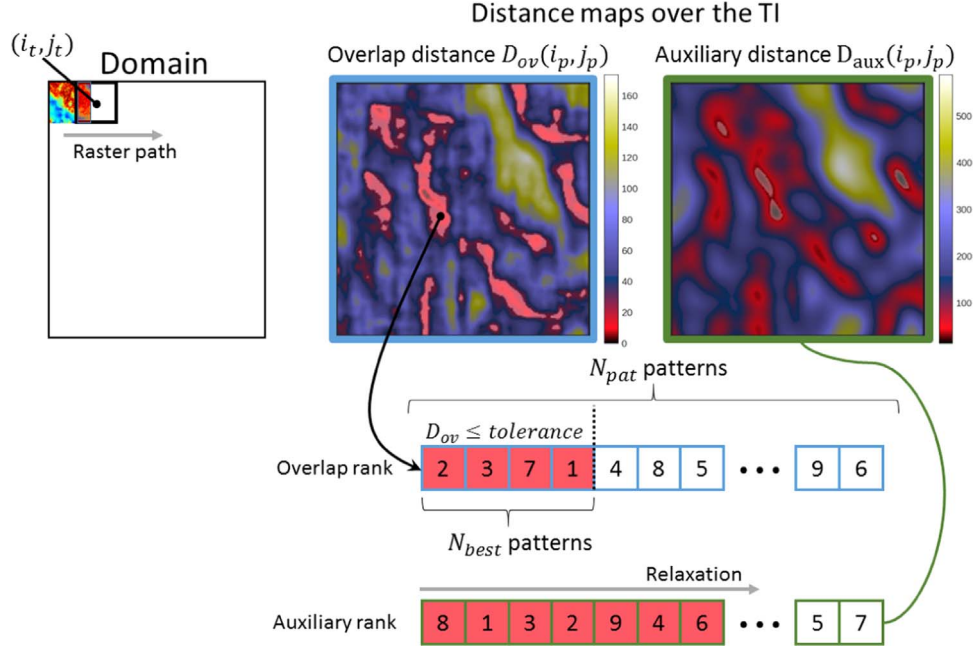 Distance maps over the TI
(i_t, j_t)
Domain
Raster path
Overlap distance D_ov(i_p, j_p)
160
140
120
100
80
60
40
20
0
Auxiliary distance D_aux(i_p, j_p)
500
400
300
200
100
N_pat patterns
D_ov ≤ tolerance
Overlap rank 2 3 7 1 4 8 5 ••• 9 6
N_best patterns
Relaxation
Auxiliary rank 8 1 3 2 9 4 6 ••• 5 7